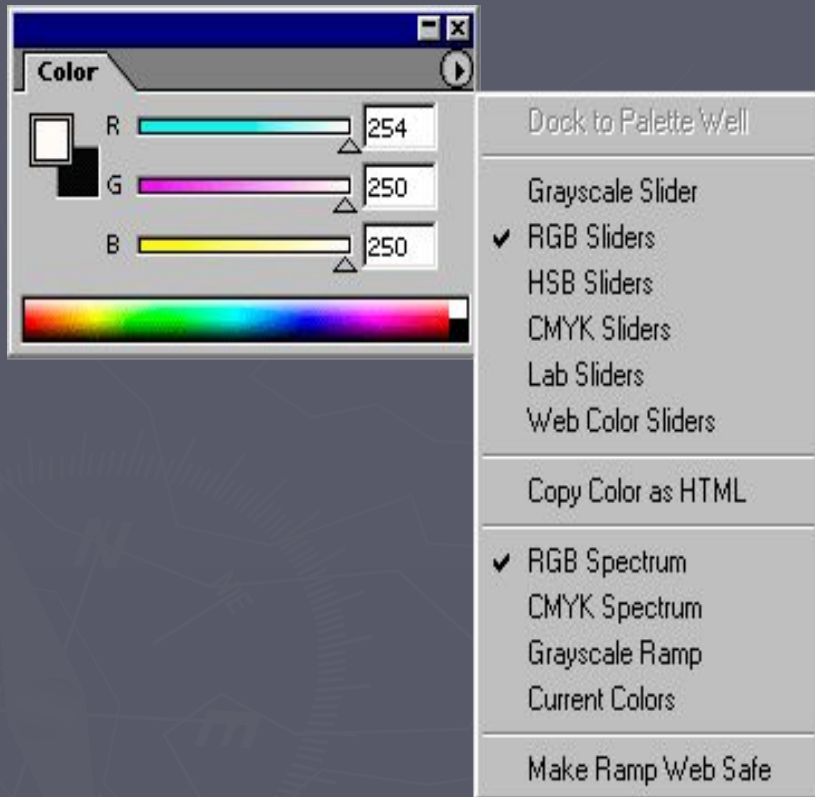 Color
R 254
G 250
B 250
Dock to Palette Well
Grayscale Slider
RGB Sliders
HSB Sliders
CMYK Sliders
Lab Sliders
Web Color Sliders
Copy Color as HTML
RGB Spectrum
CMYK Spectrum
Grayscale Ramp
Current Colors
Make Ramp Web Safe
N
NE
E